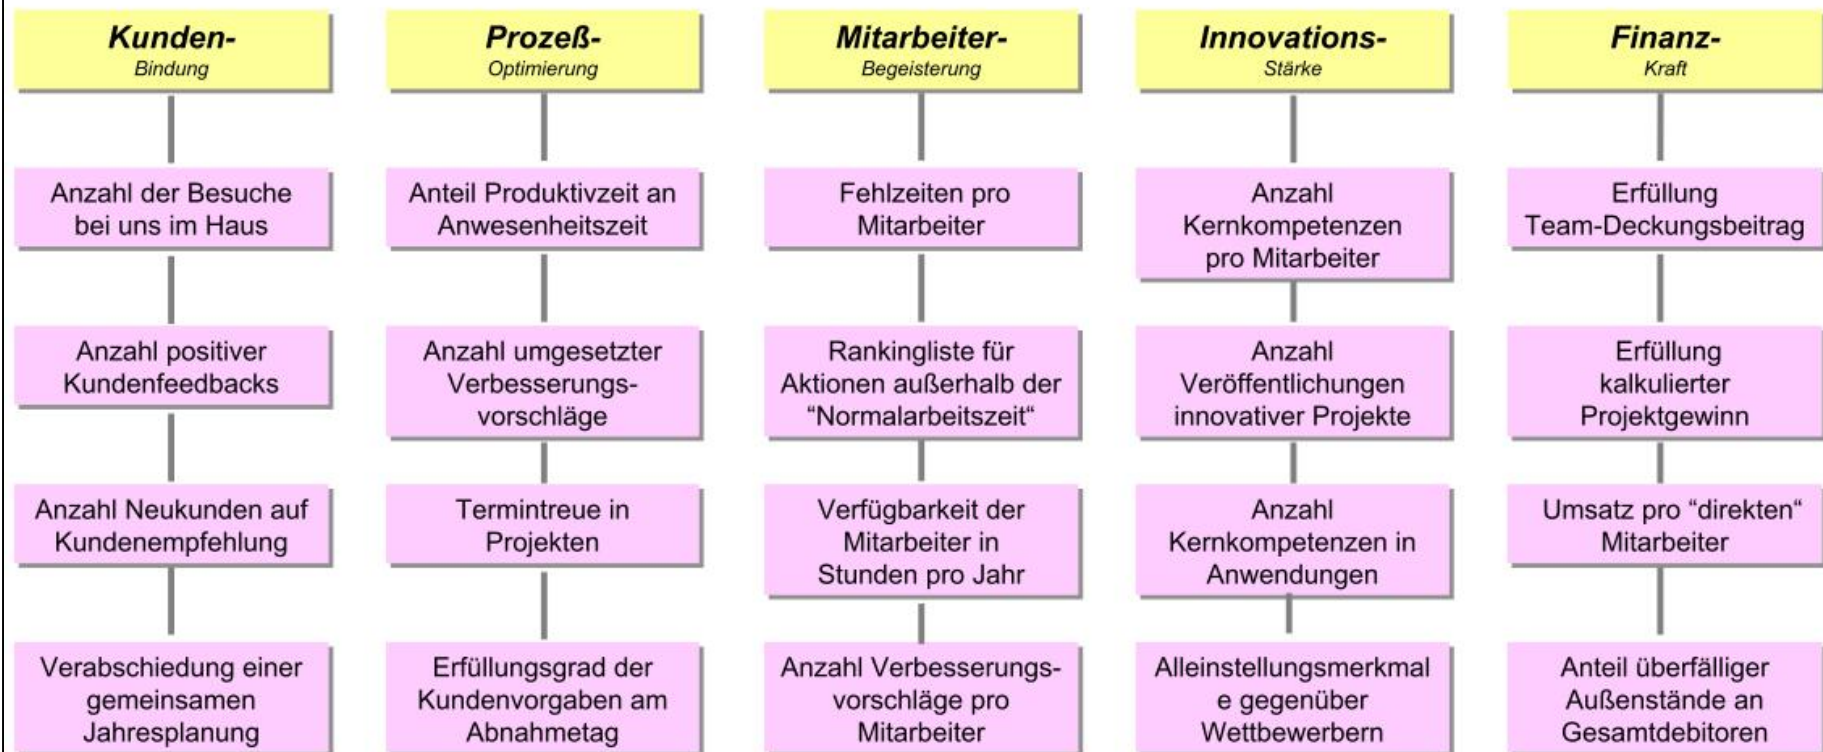 Kunden-
Bindung
Anzahl der Besuche
bei uns im Haus
Anzahl positiver
Kundenfeedbacks
Anzahl Neukunden auf
Kundenempfehlung
Verabschiedung einer
gemeinsamen
Jahresplanung
Prozeß-
Optimierung
Anteil Produktivzeit an
Anwesenheitszeit
Anzahl umgesetzter
Verbesserungs-
vorschläge
Termintreue in
Projekten
Erfüllungsgrad der
Kundenvorgaben am
Abnahmetag
Mitarbeiter-
Begeisterung
Fehlzeiten pro
Mitarbeiter
Rankingliste für
Aktionen außerhalb der
“Normalarbeitszeit“
Verfügbarkeit der
Mitarbeiter in
Stunden pro Jahr
Anzahl Verbesserungs-
vorschläge pro
Mitarbeiter
Innovations-
Stärke
Anzahl
Kernkompetenzen
pro Mitarbeiter
Anzahl
Veröffentlichungen
innovativer Projekte
Anzahl
Kernkompetenzen in
Anwendungen
Alleinstellungsmerkmal
e gegenüber
Wettbewerbern
Finanz-
Kraft
Erfüllung
Team-Deckungsbeitrag
Erfüllung
kalkulierter
Projektgewinn
Umsatz pro “direkten“
Mitarbeiter
Anteil überfälliger
Außenstände an
Gesamtdebitoren